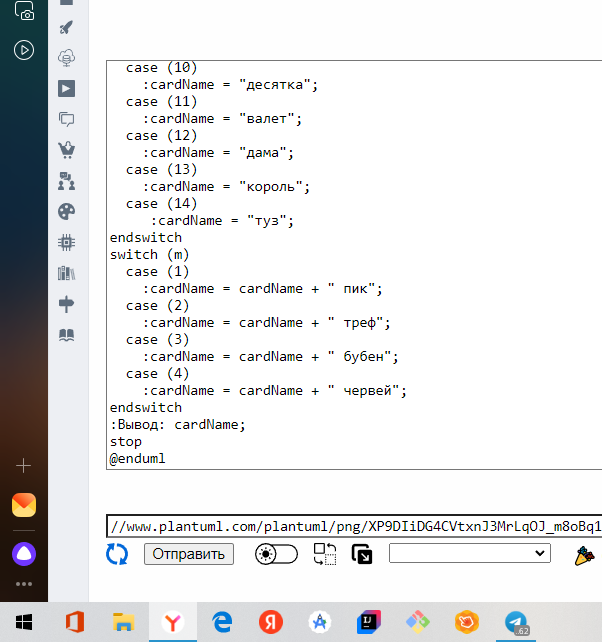 case (10)
:cardName = "десятка";
case (11)
:cardName = "валет";
case (12)
:cardName = "дама";
case (13)
:cardName = "король";
case (14)
:cardName = "туз";
endswitch
switch (m)
case (1)
:cardName = cardName + " пик";
case (2)
:cardName = cardName + " треф";
case (3)
:cardName = cardName + " бубен";
case (4)
:cardName = cardName + " червей";
endswitch
:Вывод: cardName;
stop
@enduml
//www.plantuml.com/plantuml/png/XP9DIiDG4CVtxnJ3MrLqOJ_m8oBq1
Отправить
62